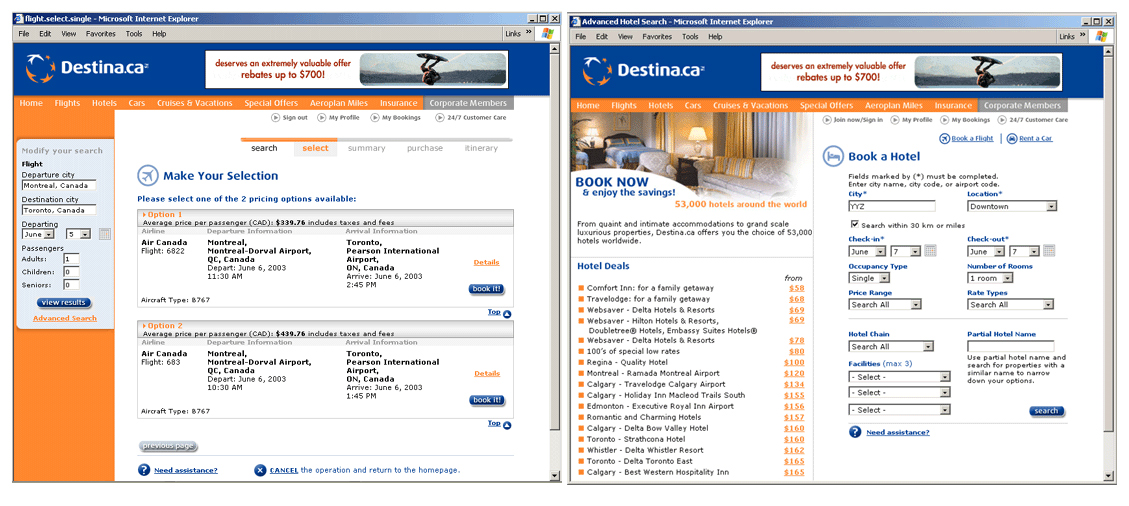 flight.select.single - Microsoft Internet Explorer
File Edit View Favorites Tools Help Links »
Destina.ca
deserves an extremely valuable offer
rebates up to $700!
Home Flights Hotels Cars Cruises & Vacations Special Offers Aeroplan Miles Insurance Corporate Members
Sign out My Profile My Bookings 24/7 Customer Care
search select summary purchase itinerary
Modify your search
Flight
Departure city
Montreal, Canada
Destination city
Toronto, Canada
Departing
June 5
Passengers
Adults: 1
Children: 0
Seniors: 0
view results
Advanced Search
Make Your Selection
Please select one of the 2 pricing options available:
Option 1
Average price per passenger (CAD): $339.76 includes taxes and fees
Airline Departure Information Arrival Information
Air Canada Montreal, Toronto,
Flight: 6822 Montreal-Dorval Airport, Pearson International
QC, Canada Airport,
Depart: June 6, 2003 ON, Canada
11:30 AM Arrive: June 6, 2003
2:45 PM
Details
book it!
Aircraft Type: B767
Top
Option 2
Average price per passenger (CAD): $439.76 includes taxes and fees
Airline Departure Information Arrival Information
Air Canada Montreal, Toronto,
Flight: 683 Montreal-Dorval Airport, Pearson International
QC, Canada Airport,
Depart: June 6, 2003 ON, Canada
10:30 AM Arrive: June 6, 2003
1:45 PM
Details
book it!
Aircraft Type: B767
Top
previous page
Need assistance? CANCEL the operation and return to the homepage.
Advanced Hotel Search - Microsoft Internet Explorer
File Edit View Favorites Tools Help Links »
Destina.ca
deserves an extremely valuable offer
rebates up to $700!
Home Flights Hotels Cars Cruises & Vacations Special Offers Aeroplan Miles Insurance Corporate Members
Join now/Sign in My Profile My Bookings 24/7 Customer Care
BOOK NOW
& enjoy the savings!
53,000 hotels around the world
From quaint and intimate accommodations to grand scale
luxurious properties, Destina.ca offers you the choice of 53,000
hotels worldwide.
Hotel Deals
from
Comfort Inn: for a family getaway $58
Travelodge: for a family getaway $68
Websaver - Delta Hotels & Resorts $69
Websaver - Hilton Hotels & Resorts, $69
Doubletree® Hotels, Embassy Suites Hotels®
Websaver - Delta Hotels & Resorts $78
100's of special low rates $80
Regina - Quality Hotel $100
Montreal - Ramada Montreal Airport $120
Calgary - Travelodge Calgary Airport $134
Calgary - Holiday Inn Macleod Trails South $155
Edmonton - Executive Royal Inn Airport $156
Romantic and Charming Hotels $157
Calgary - Delta Bow Valley Hotel $160
Toronto - Strathcona Hotel $160
Whistler - Delta Whistler Resort $162
Toronto - Delta Toronto East $165
Calgary - Best Western Hospitality Inn $165
Book a Flight | Rent a Car
Book a Hotel
Fields marked by (*) must be completed.
Enter city name, city code, or airport code.
City* Location*
YYZ Downtown
Search within 30 km or miles
Check-in* Check-out*
June 7 June 7
Occupancy Type Number of Rooms
Single 1 room
Price Range Rate Types
Search All Search All
Hotel Chain Partial Hotel Name
Search All
Use partial hotel name and
search for properties with a
similar name to narrow
down your options.
Facilities (max 3)
- Select -
- Select -
- Select -
search
Need assistance?